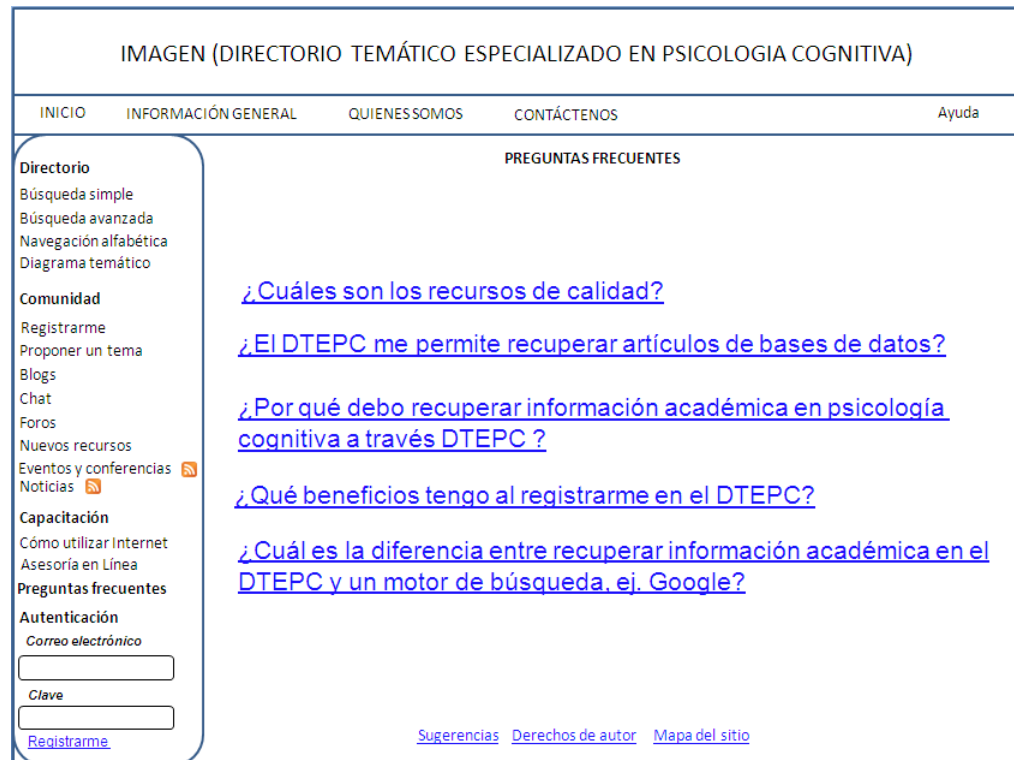 IMAGEN (DIRECTORIO TEMÁTICO ESPECIALIZADO EN PSICOLOGIA COGNITIVA)
INICIO INFORMACIÓN GENERAL QUIENES SOMOS CONTÁCTENOS Ayuda
Directorio
Búsqueda simple
Búsqueda avanzada
Navegación alfabética
Diagrama temático
Comunidad
Registrarme
Proponer un tema
Blogs
Chat
Foros
Nuevos recursos
Eventos y conferencias
Noticias
Capacitación
Cómo utilizar Internet
Asesoría en Línea
Preguntas frecuentes
Autenticación
Correo electrónico
Clave
Registrarme
PREGUNTAS FRECUENTES
¿Cuáles son los recursos de calidad?
¿El DTEPC me permite recuperar artículos de bases de datos?
¿Por qué debo recuperar información académica en psicología
cognitiva a través DTEPC ?
¿Qué beneficios tengo al registrarme en el DTEPC?
¿Cuál es la diferencia entre recuperar información académica en el
DTEPC y un motor de búsqueda, ej. Google?
Sugerencias Derechos de autor Mapa del sitio